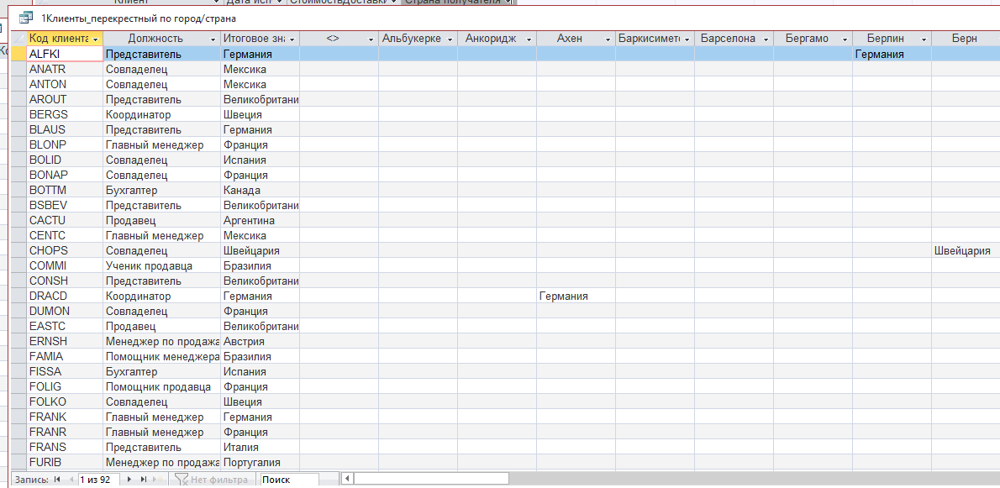 Клиент Дата исп СтоимостьДоставки Страна получателя
1Клиенты_перекрестный по город/страна
Код клиента Должность Итоговое зна <> Альбукерке Анкоридж Ахен Баркисимето Барселона Бергамо Берлин Берн
ALFKI Представитель Германия Германия
ANATR Совладелец Мексика
ANTON Совладелец Мексика
AROUT Представитель Великобритани
BERGS Координатор Швеция
BLAUS Представитель Германия
BLONP Главный менеджер Франция
BOLID Совладелец Испания
BONAP Совладелец Франция
BOTTM Бухгалтер Канада
BSBEV Представитель Великобритани
CACTU Продавец Аргентина
CENTC Главный менеджер Мексика
CHOPS Совладелец Швейцария Швейцария
COMMI Ученик продавца Бразилия
CONSH Представитель Великобритани
DRACD Координатор Германия Германия
DUMON Совладелец Франция
EASTC Продавец Великобритани
ERNSH Менеджер по продажа Австрия
FAMIA Помощник менеджера Бразилия
FISSA Бухгалтер Испания
FOLIG Помощник продавца Франция
FOLKO Совладелец Швеция
FRANK Главный менеджер Германия
FRANR Главный менеджер Франция
FRANS Представитель Италия
FURIB Менеджер по продажа Португалия
Запись: 1 из 92 Нет фильтра Поиск